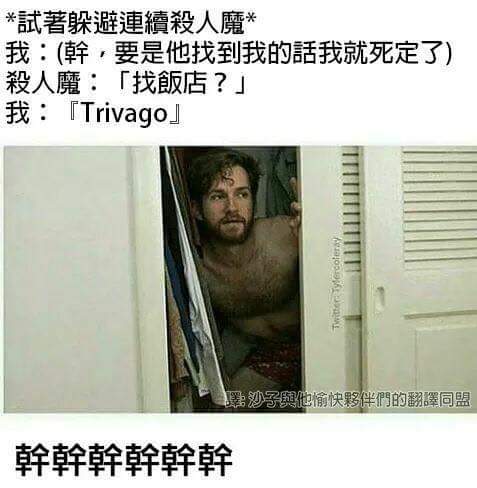 *試著躲避連續殺人魔*
我：(幹，要是他找到我的話我就死定了)
殺人魔：「找飯店？」
我：『Trivago』
Twitter: Tylercoleray
譯: 沙子與他愉快夥伴們的翻譯同盟
幹幹幹幹幹幹